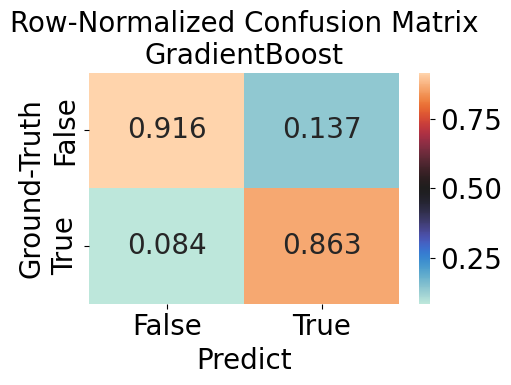 Row-Normalized Confusion Matrix
GradientBoost
Ground-Truth
False
True
0.916
0.137
0.084
0.863
False
True
Predict
0.75
0.50
0.25